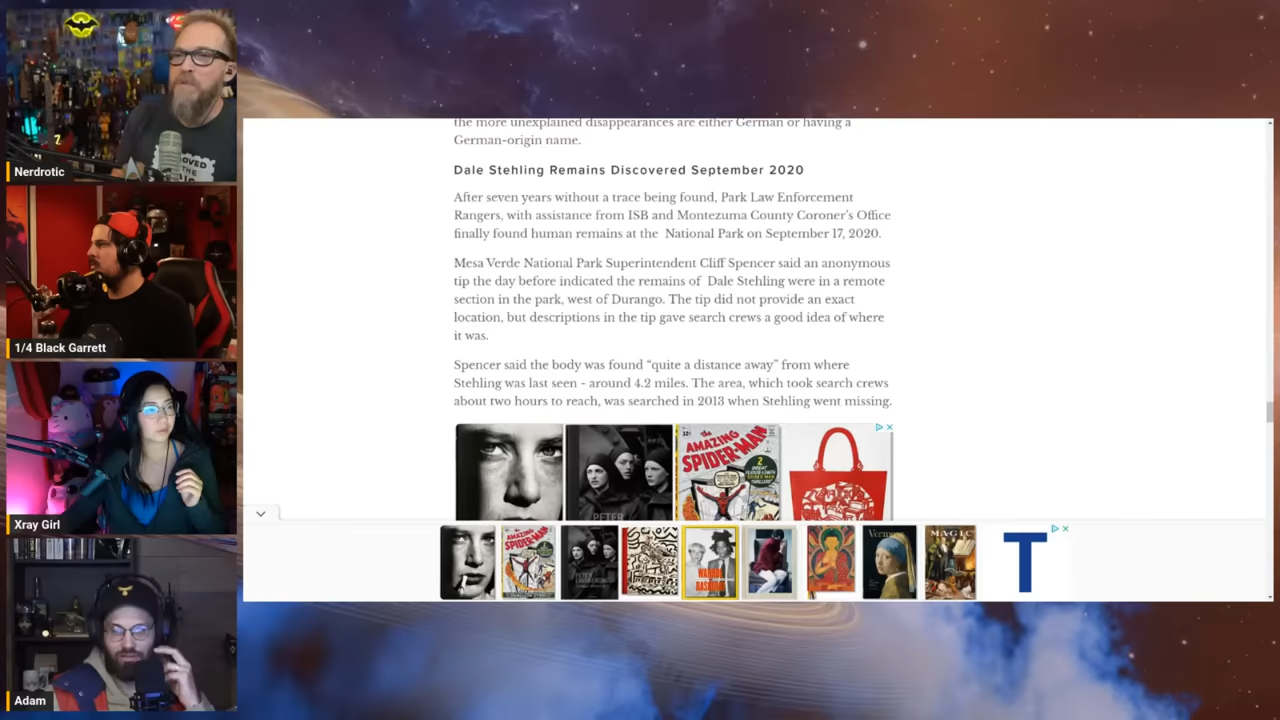 Nerdrotic
1/4 Black Garrett
Xray Girl
Adam
the more unexplained disappearances are either German or having a
German-origin name.
Dale Stehling Remains Discovered September 2020
After seven years without a trace being found, Park Law Enforcement
Rangers, with assistance from ISB and Montezuma County Coroner’s Office
finally found human remains at the National Park on September 17, 2020.
Mesa Verde National Park Superintendent Cliff Spencer said an anonymous
tip the day before indicated the remains of Dale Stehling were in a remote
section in the park, west of Durango. The tip did not provide an exact
location, but descriptions in the tip gave search crews a good idea of where
it was.
Spencer said the body was found “quite a distance away” from where
Stehling was last seen - around 4.2 miles. The area, which took search crews
about two hours to reach, was searched in 2013 when Stehling went missing.
PETER
the AMAZING
SPIDER-MAN
2
MAGIC
T